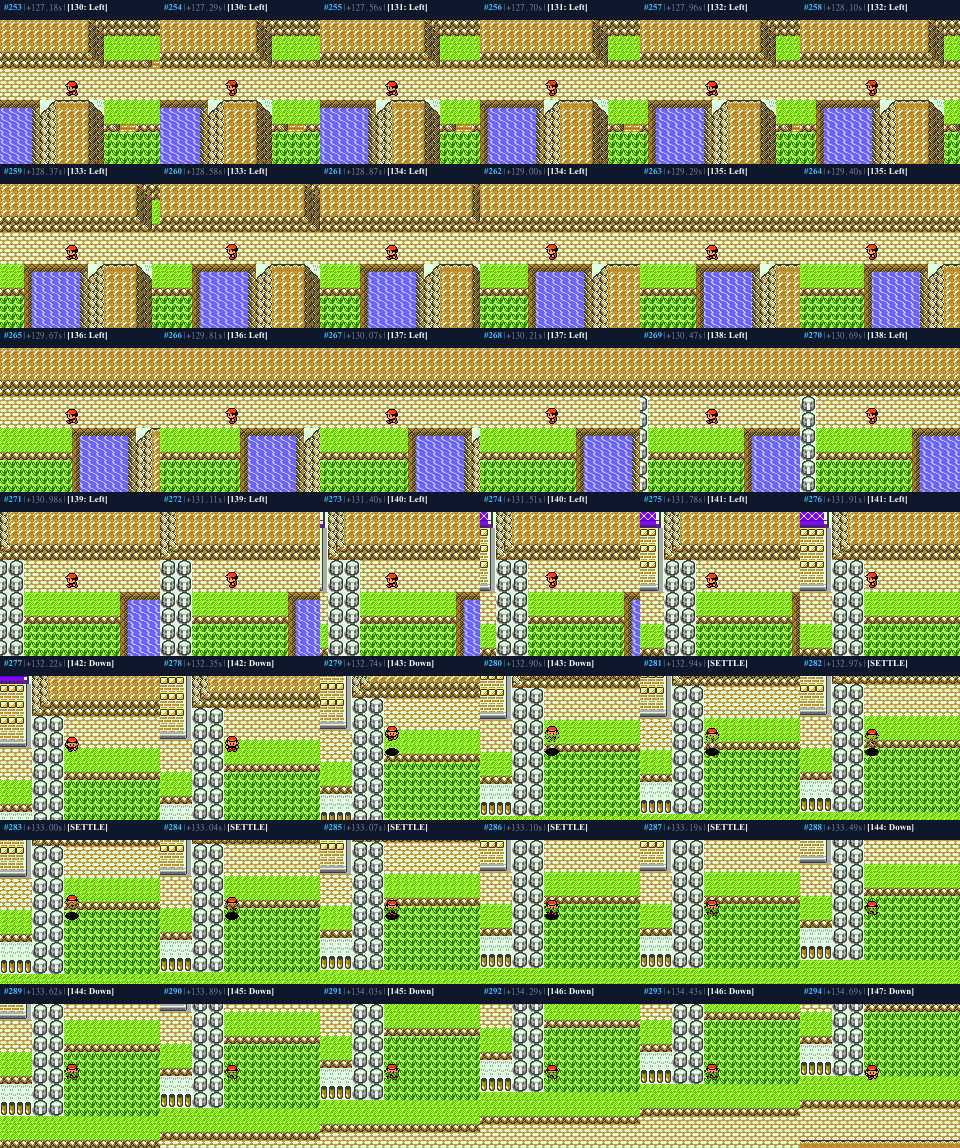 #253|+127.18s|[130: Left] #254|+127.29s|[130: Left] #255|+127.56s|[131: Left] #256|+127.70s|[131: Left] #257|+127.96s|[132: Left] #258|+128.10s|[132: Left]
#259|+128.37s|[133: Left] #260|+128.58s|[133: Left] #261|+128.87s|[134: Left] #262|+129.00s|[134: Left] #263|+129.29s|[135: Left] #264|+129.40s|[135: Left]
#265|+129.67s|[136: Left] #266|+129.81s|[136: Left] #267|+130.07s|[137: Left] #268|+130.21s|[137: Left] #269|+130.47s|[138: Left] #270|+130.69s|[138: Left]
#271|+130.98s|[139: Left] #272|+131.11s|[139: Left] #273|+131.40s|[140: Left] #274|+131.51s|[140: Left] #275|+131.78s|[141: Left] #276|+131.91s|[141: Left]
#277|+132.22s|[142: Down] #278|+132.35s|[142: Down] #279|+132.74s|[143: Down] #280|+132.90s|[143: Down] #281|+132.94s|[SETTLE] #282|+132.97s|[SETTLE]
#283|+133.00s|[SETTLE] #284|+133.04s|[SETTLE] #285|+133.07s|[SETTLE] #286|+133.10s|[SETTLE] #287|+133.19s|[SETTLE] #288|+133.49s|[144: Down]
#289|+133.62s|[144: Down] #290|+133.89s|[145: Down] #291|+134.03s|[145: Down] #292|+134.29s|[146: Down] #293|+134.43s|[146: Down] #294|+134.69s|[147: Down]